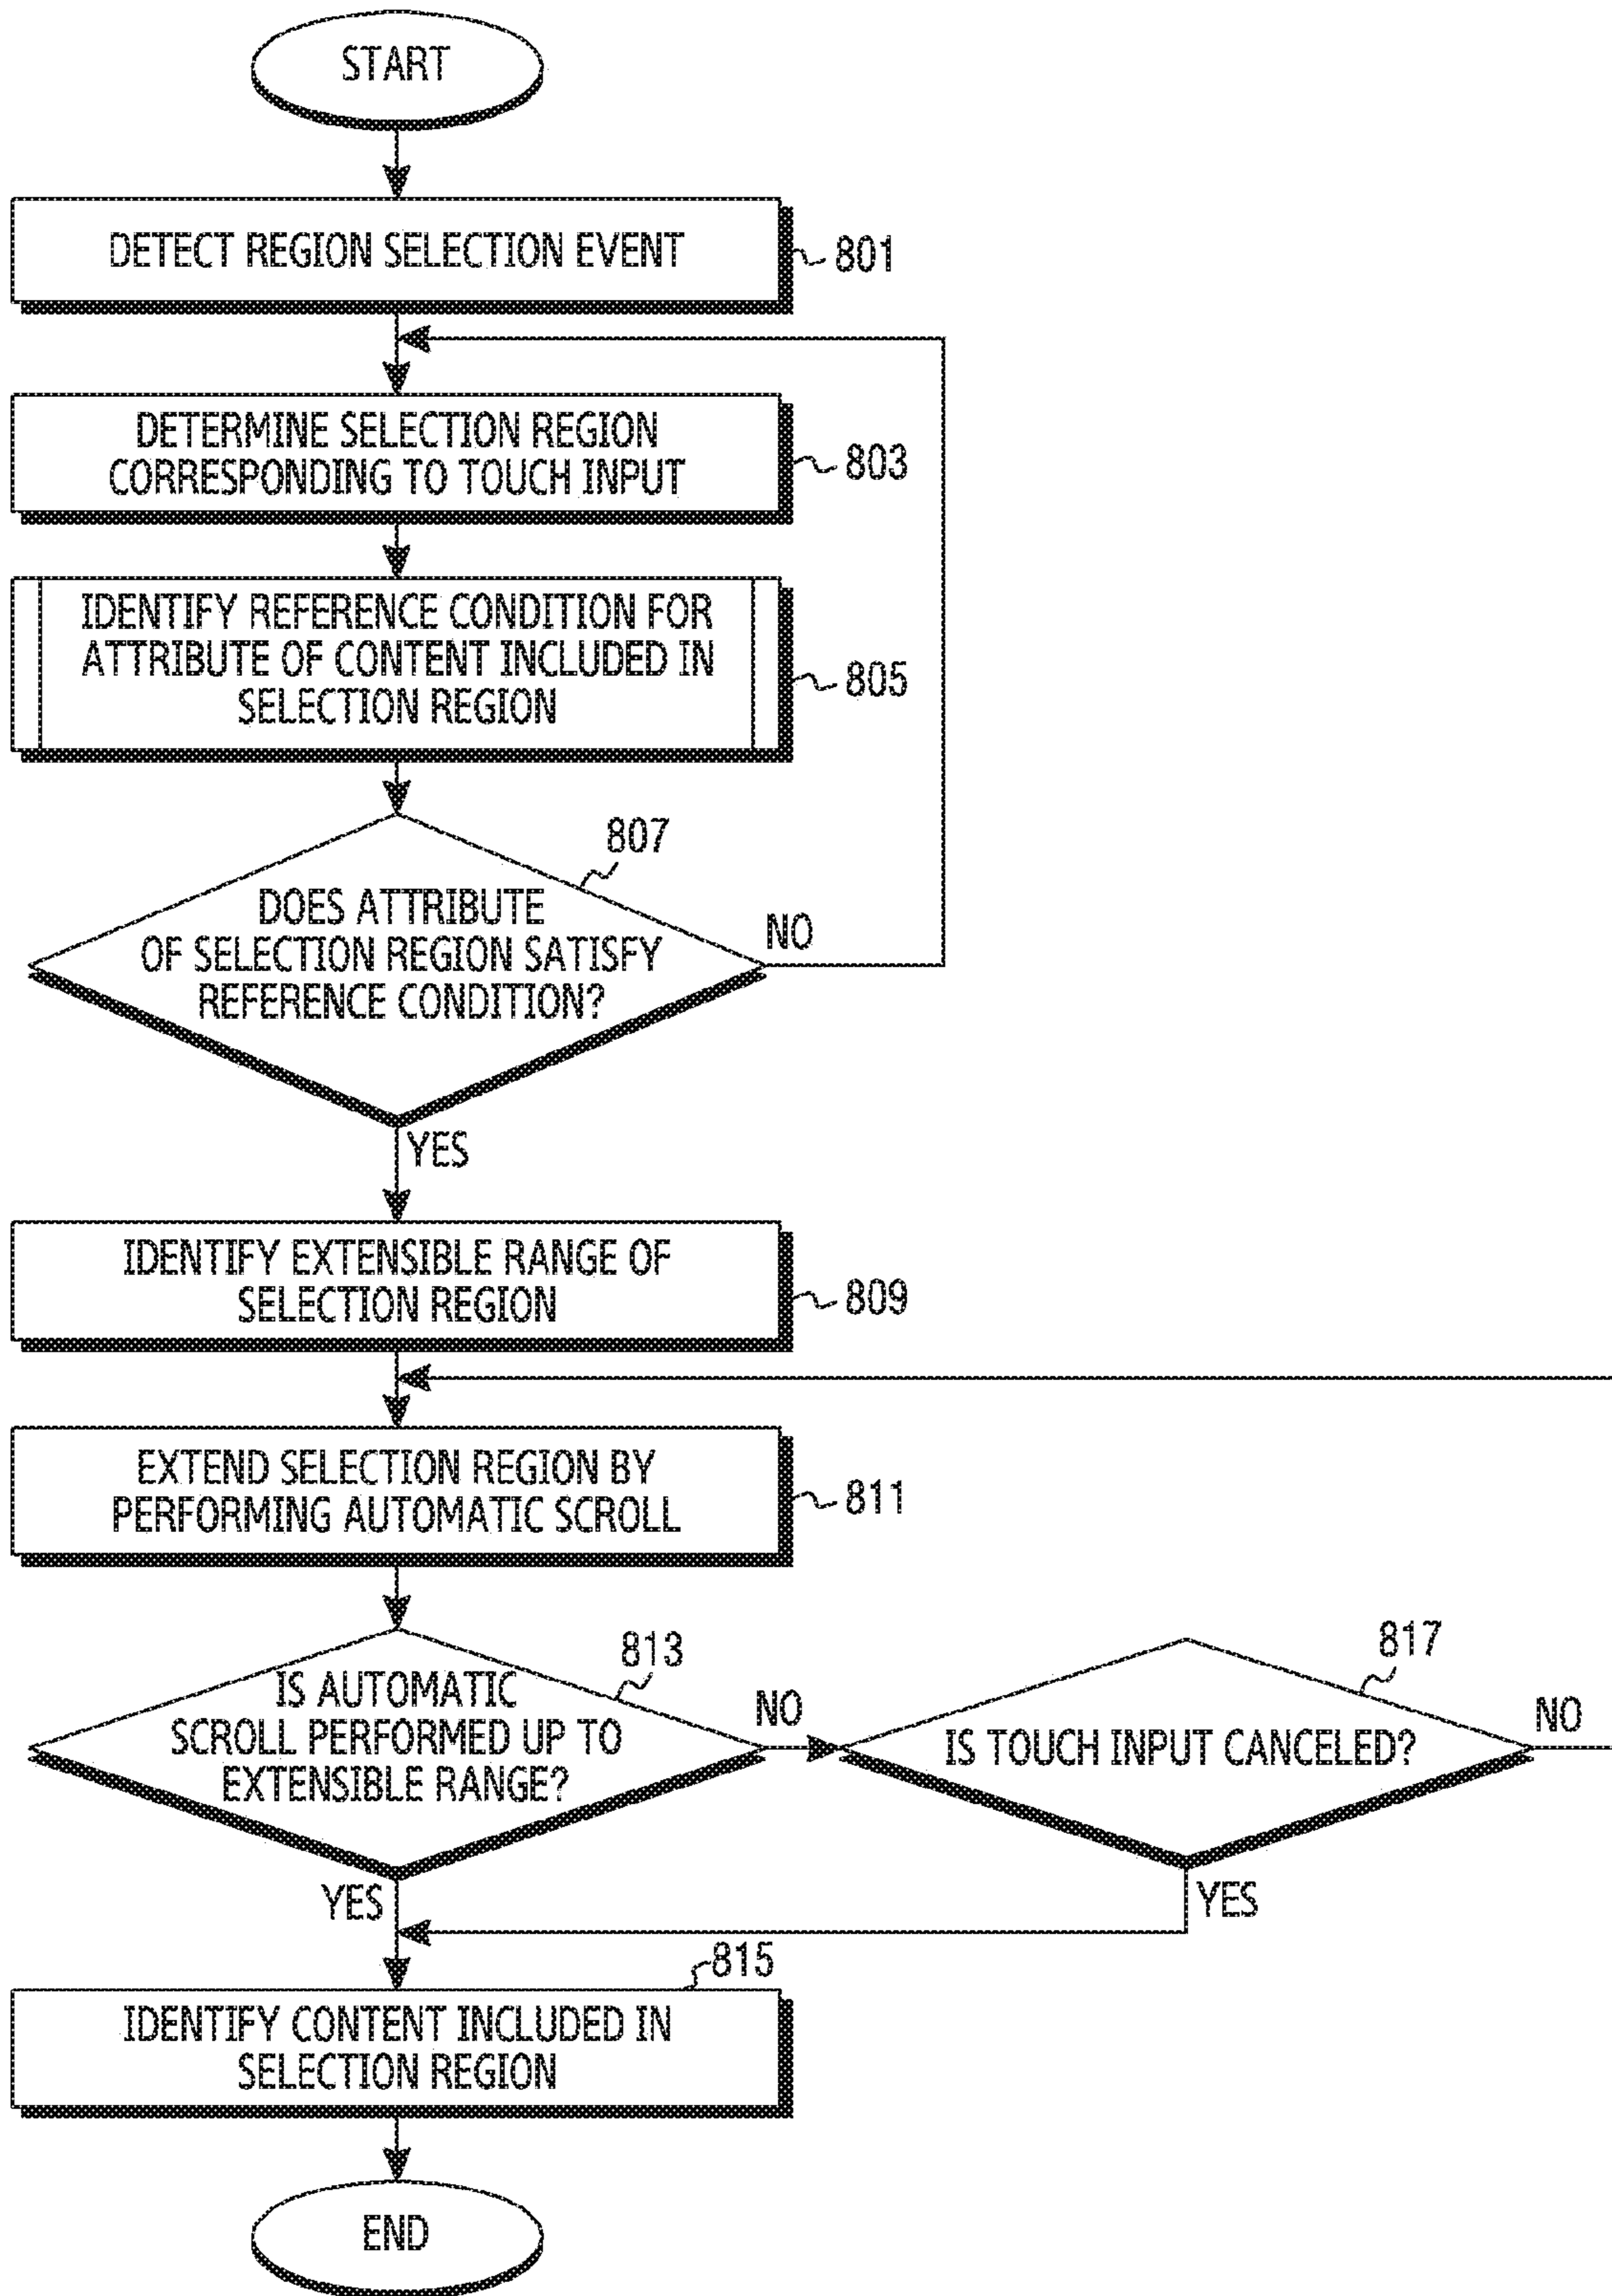 START
DETECT REGION SELECTION EVENT
801
DETERMINE SELECTION REGION
CORRESPONDING TO TOUCH INPUT
803
IDENTIFY REFERENCE CONDITION FOR
ATTRIBUTE OF CONTENT INCLUDED IN
SELECTION REGION
805
807
DOES ATTRIBUTE
OF SELECTION REGION SATISFY
REFERENCE CONDITION?
NO
YES
IDENTIFY EXTENSIBLE RANGE OF
SELECTION REGION
809
EXTEND SELECTION REGION BY
PERFORMING AUTOMATIC SCROLL
811
813
IS AUTOMATIC
SCROLL PERFORMED UP TO
EXTENSIBLE RANGE?
NO
YES
817
IS TOUCH INPUT CANCELED?
NO
YES
815
IDENTIFY CONTENT INCLUDED IN
SELECTION REGION
END